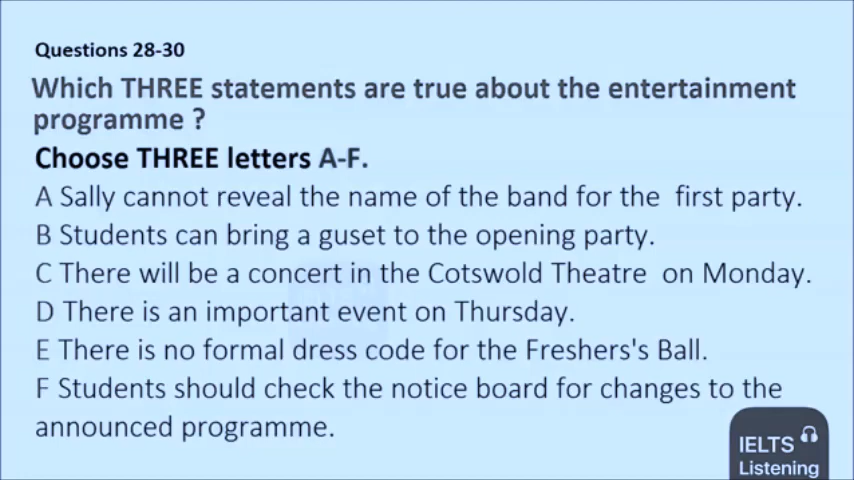 Questions 28-30
Which THREE statements are true about the entertainment
programme ?
Choose THREE letters A-F.
A Sally cannot reveal the name of the band for the first party.
B Students can bring a guset to the opening party.
C There will be a concert in the Cotswold Theatre on Monday.
D There is an important event on Thursday.
E There is no formal dress code for the Freshers's Ball.
F Students should check the notice board for changes to the
announced programme.
IELTS
Listening